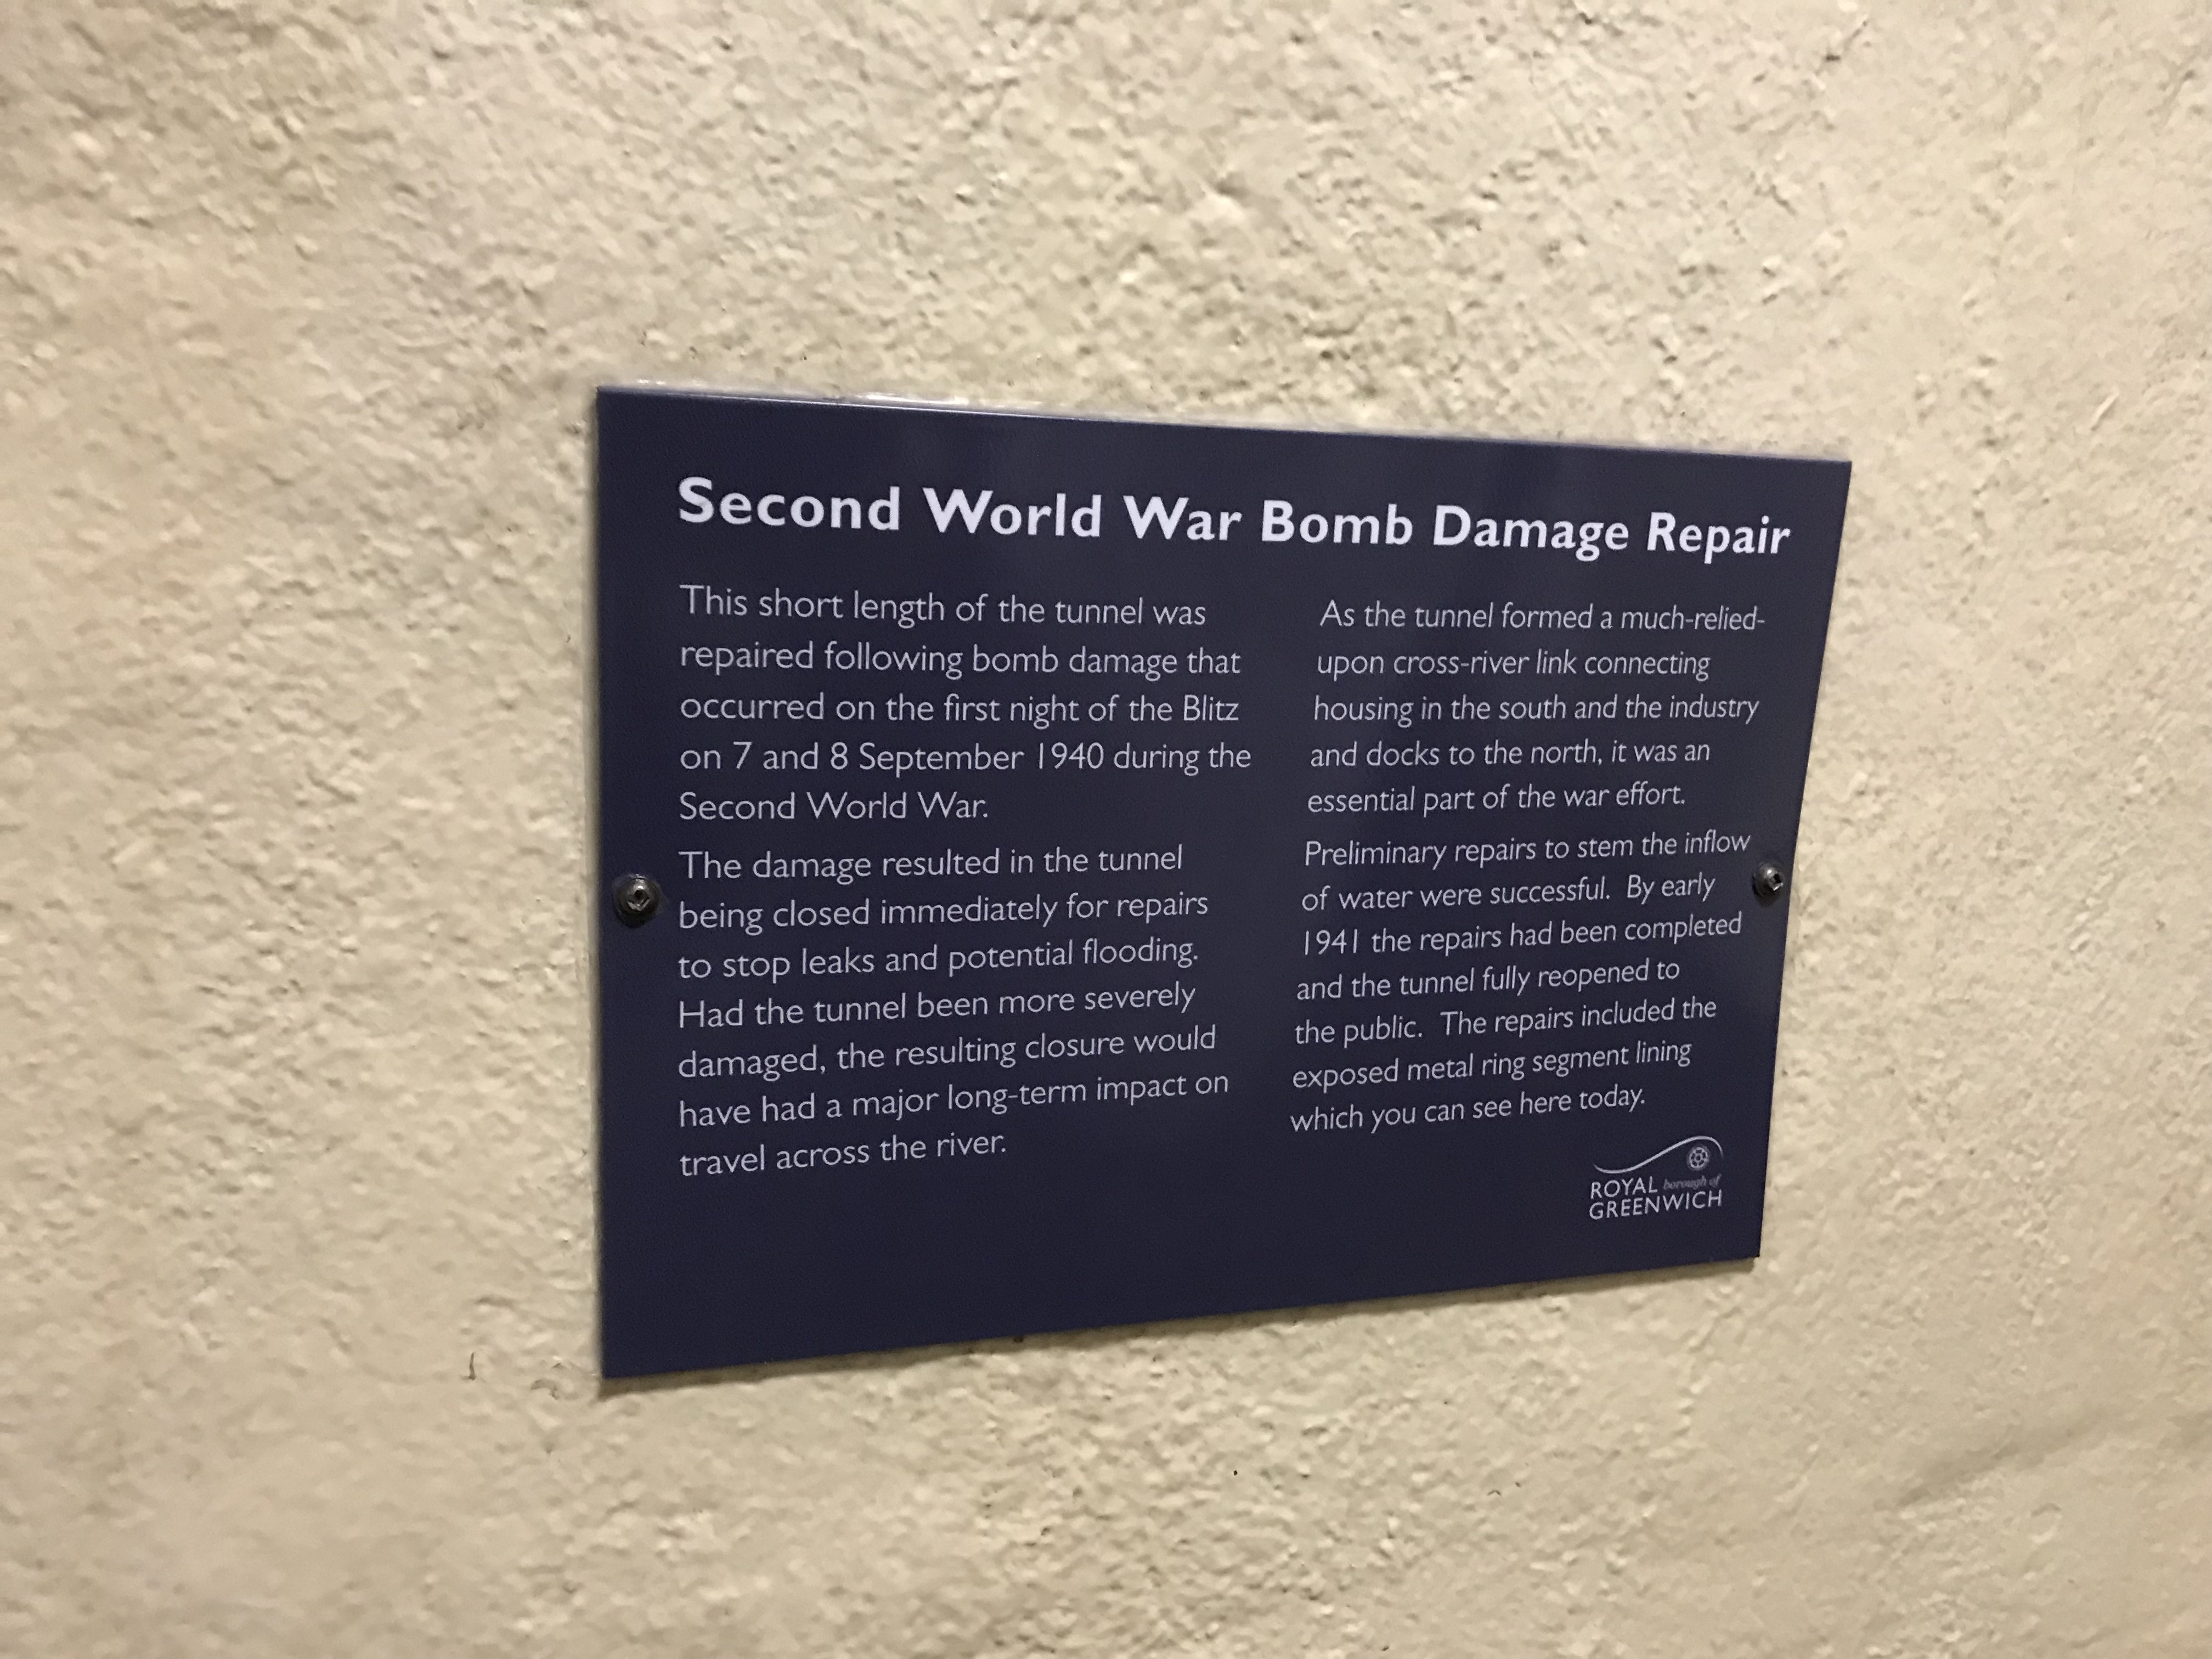 Second World War Bomb Damage Repair
This short length of the tunnel was
repaired following bomb damage that
occurred on the first night of the Blitz
on 7 and 8 September 1940 during the
Second World War.
The damage resulted in the tunnel
being closed immediately for repairs
to stop leaks and potential flooding.
Had the tunnel been more severely
damaged, the resulting closure would
have had a major long-term impact on
travel across the river.
As the tunnel formed a much-relied-
upon cross-river link connecting
housing in the south and the industry
and docks to the north, it was an
essential part of the war effort.
Preliminary repairs to stem the inflow
of water were successful.  By early
1941 the repairs had been completed
and the tunnel fully reopened to
the public.  The repairs included the
exposed metal ring segment lining
which you can see here today.
ROYAL borough of
GREENWICH